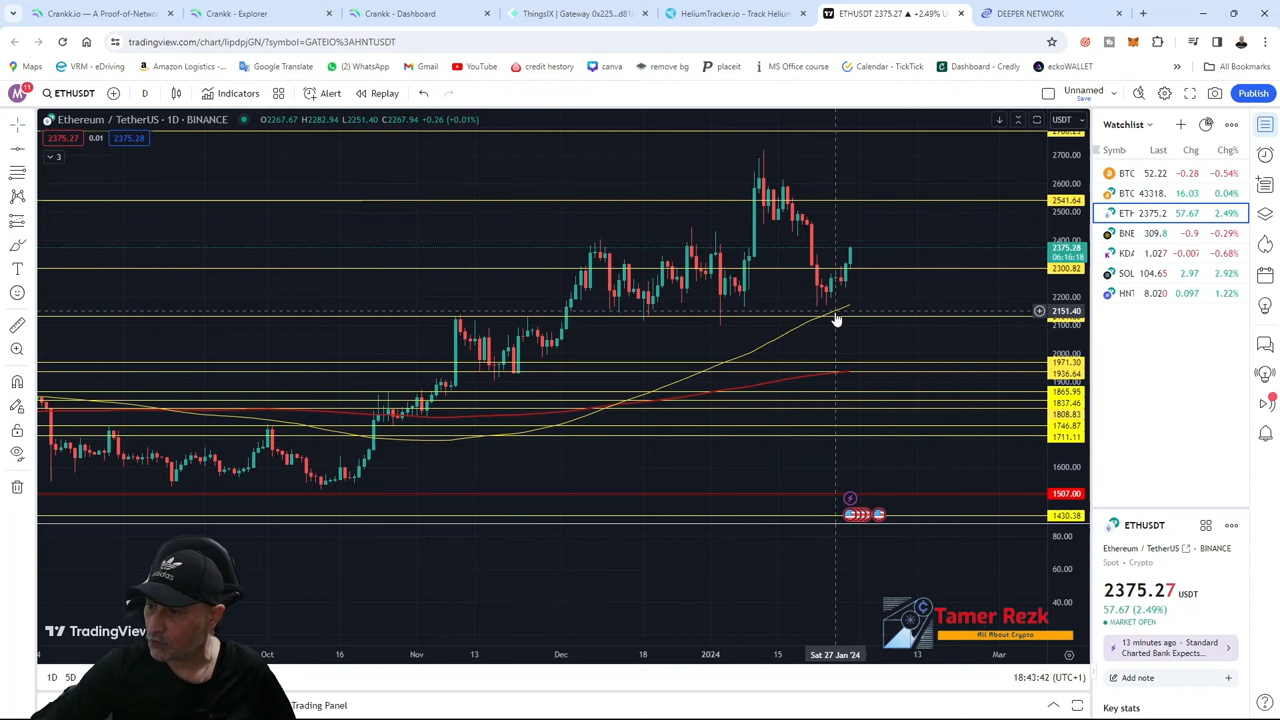 Crankk.io — A Proof-of-Netwo
Crankk - Explorer
Crankk - Dashboard
ThingsIX | Gateway 0x225...d81
HeliumTracker.io - Track Helium
ETHUSDT 2375.27 ▲ +2.49% U
DEEPER NETWORK
tradingview.com/chart/lipdpjGN/?symbol=GATEIO%3AHNTUSDT
Maps
VRM - eDriving
Amazon Logistics -...
Google Translate
(2) WhatsApp
Gmail
YouTube
credit hestory
canva
remove bg
placeit
MS Office course
Calendar - TickTick
Dashboard - Credly
eckoWALLET
All Bookmarks
M 11
ETHUSDT
D
Indicators
Alert
Replay
Unnamed
Save
Publish
Ethereum / TetherUS · 1D · BINANCE
O2267.67 H2282.94 L2251.40 C2267.94 +0.26 (+0.01%)
2375.27 0.01 2375.28
3
USDT
2700.00
2600.00
2541.64
2500.00
2400.00
2375.28
06:16:18
2300.82
2200.00
2151.40
2100.00
2000.00
1971.30
1936.64
1900.00
1865.95
1837.46
1808.83
1746.87
1711.11
1600.00
1507.00
1430.38
80.00
60.00
40.00
adidas
TradingView
Tamer Rezk
All About Crypto
Oct 16 Nov 13 Dec 18 2024 15 Sat 27 Jan '24 13 Mar
1D 5D
18:43:42 (UTC+1)
Trading Panel
Watchlist
Symb Last Chg Chg%
BTC 52.22 -0.28 -0.54%
BTC 43318. 16.03 0.04%
ETH 2375.2 57.67 2.49%
BNE 309.8 -0.9 -0.29%
KDA 1.027 -0.007 -0.68%
SOL 104.65 2.97 2.92%
HNT 8.020 0.097 1.22%
ETHUSDT
Ethereum / TetherUS · BINANCE
Spot • Crypto
2375.27 USDT
57.67 (2.49%)
MARKET OPEN
13 minutes ago · Standard
Charted Bank Expects...
Add note
Key stats